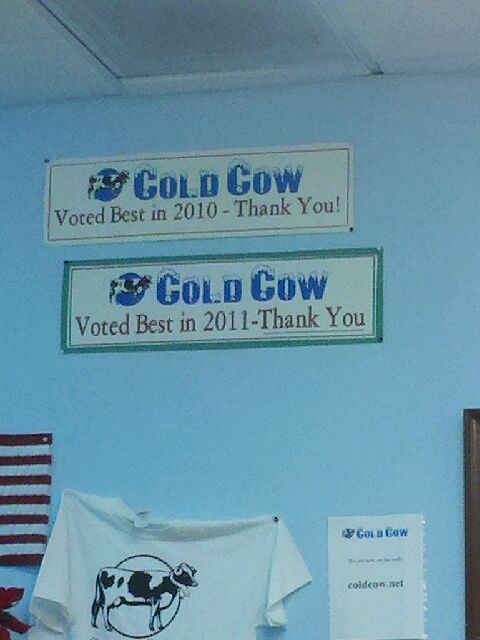 COLD COW
Voted Best in 2010 - Thank You!
COLD COW
Voted Best in 2011-Thank You
COLD COW
coldcow.net